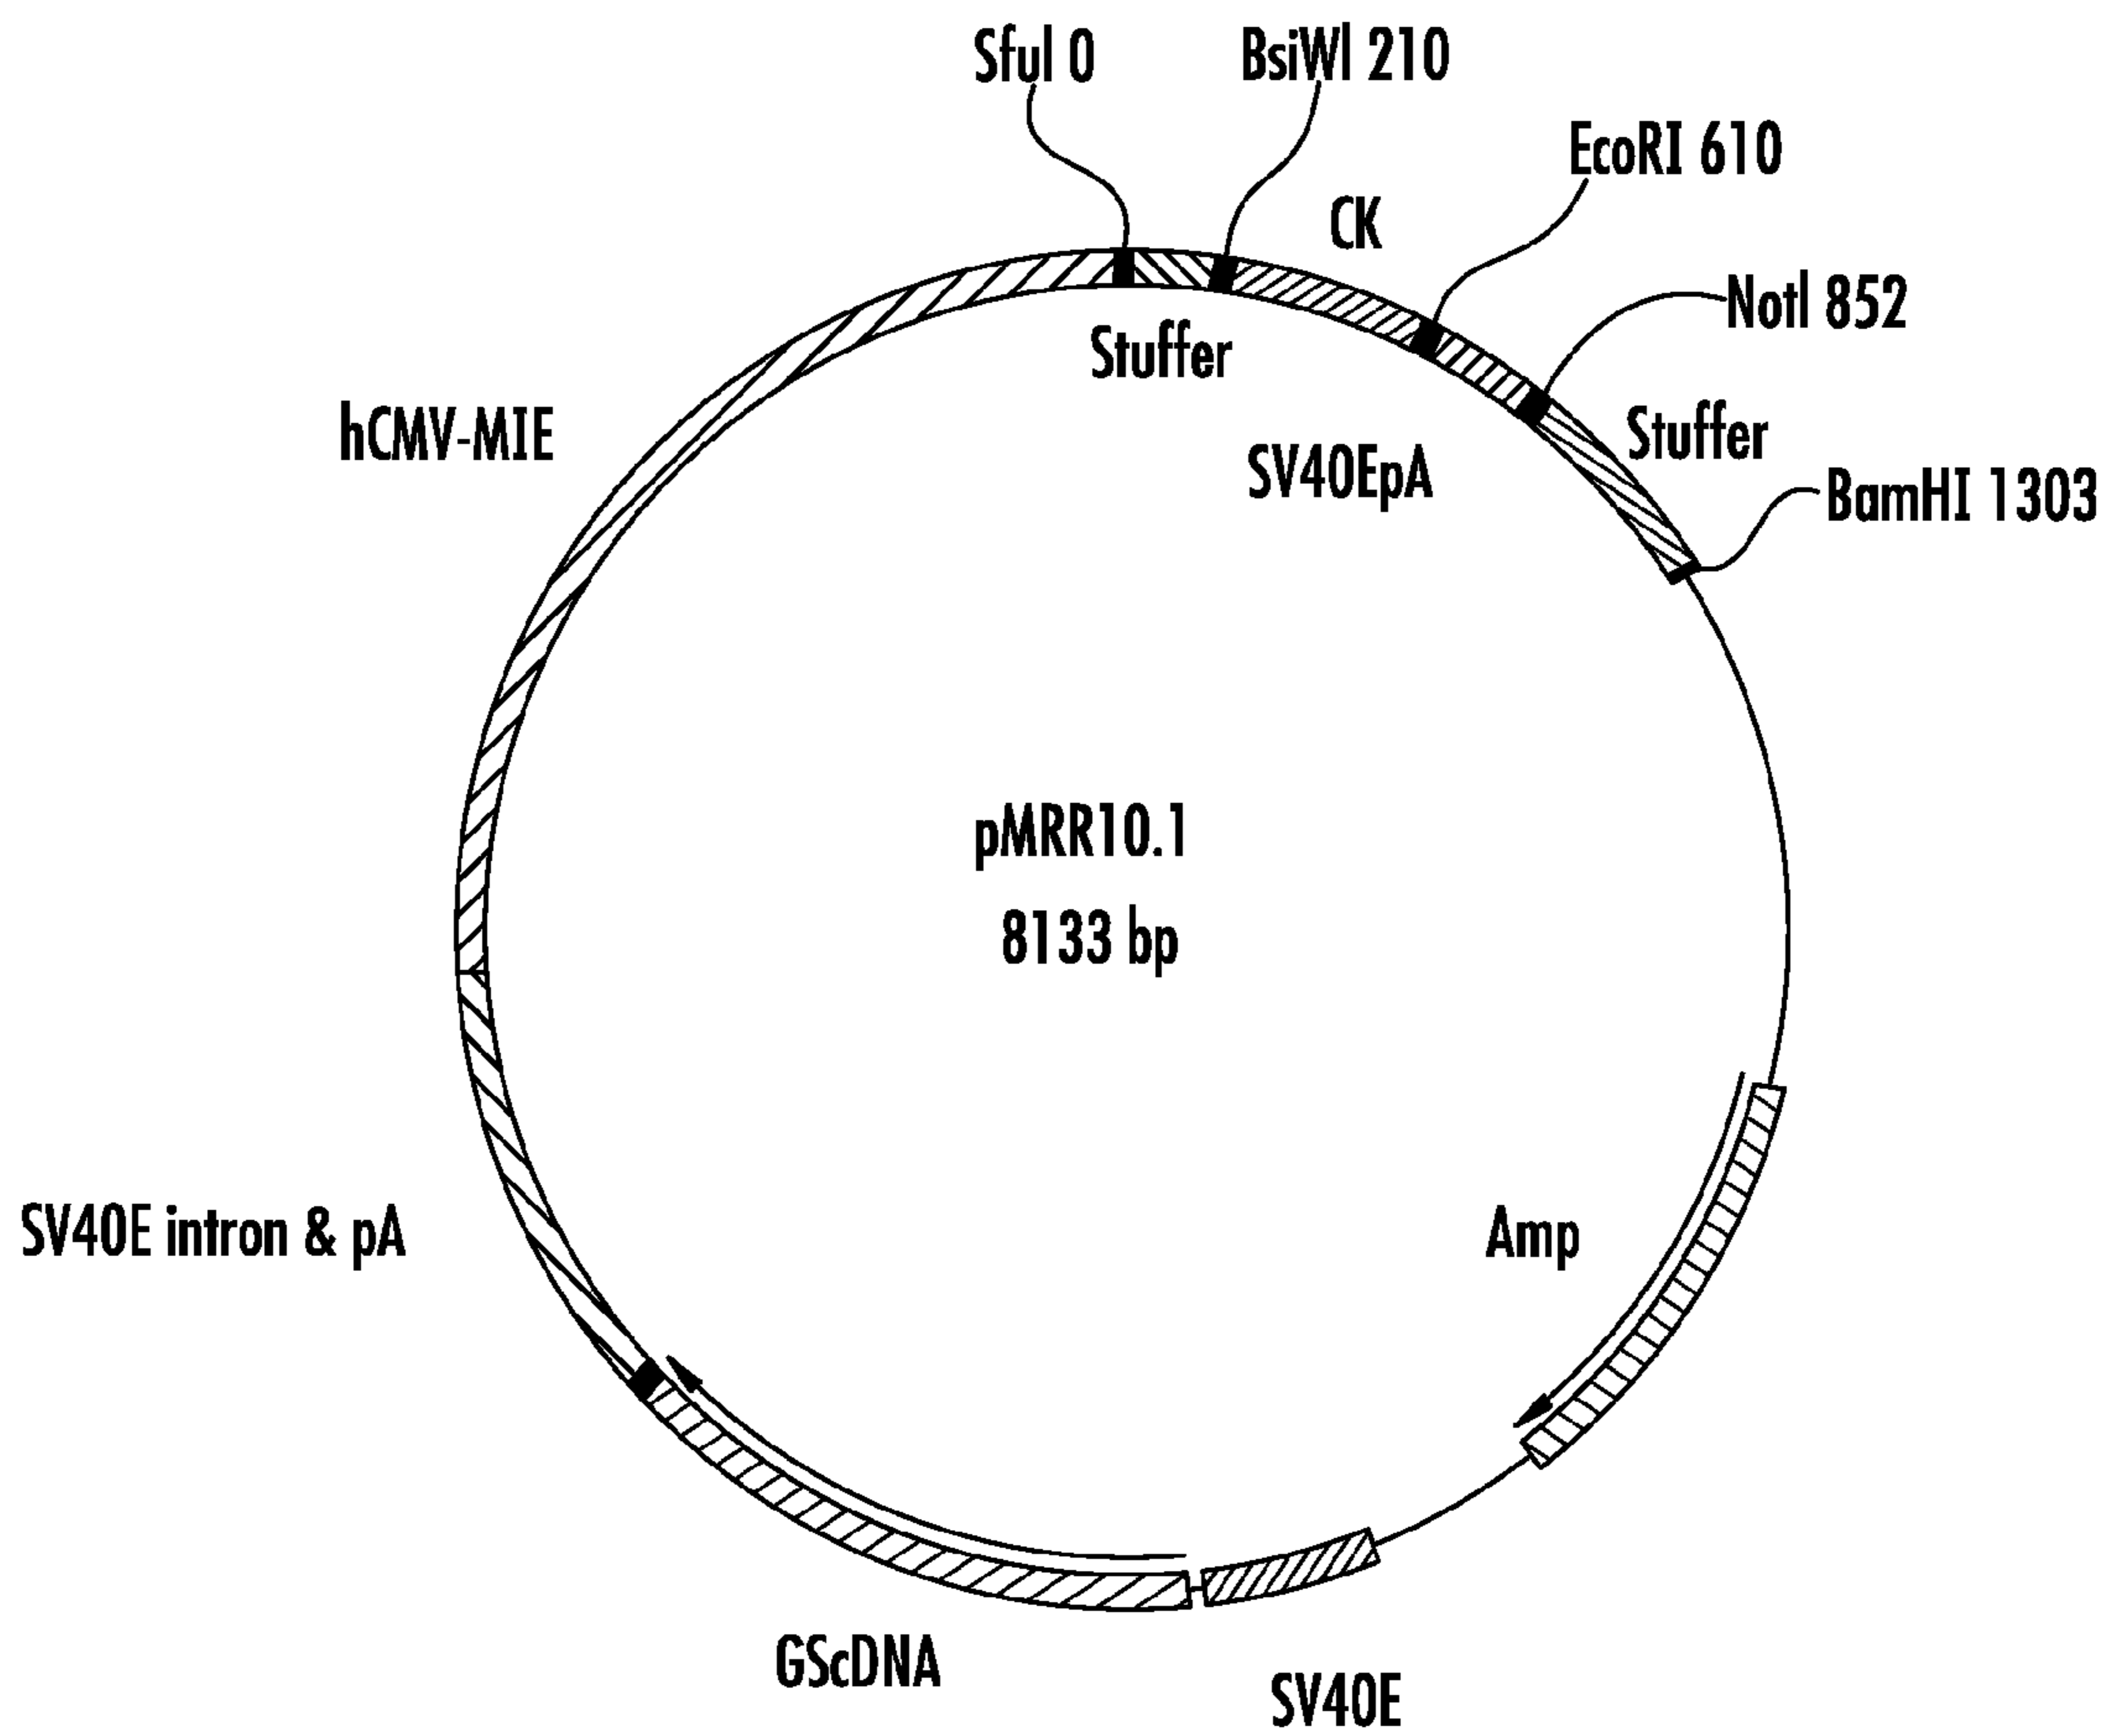 SfuI 0
BsiWI 210
EcoRI 610
CK
NotI 852
Stuffer
Stuffer
hCMV-MIE
SV40EpA
BamHI 1303
pMRR10.1
8133 bp
SV40E intron & pA
Amp
GScDNA
SV40E